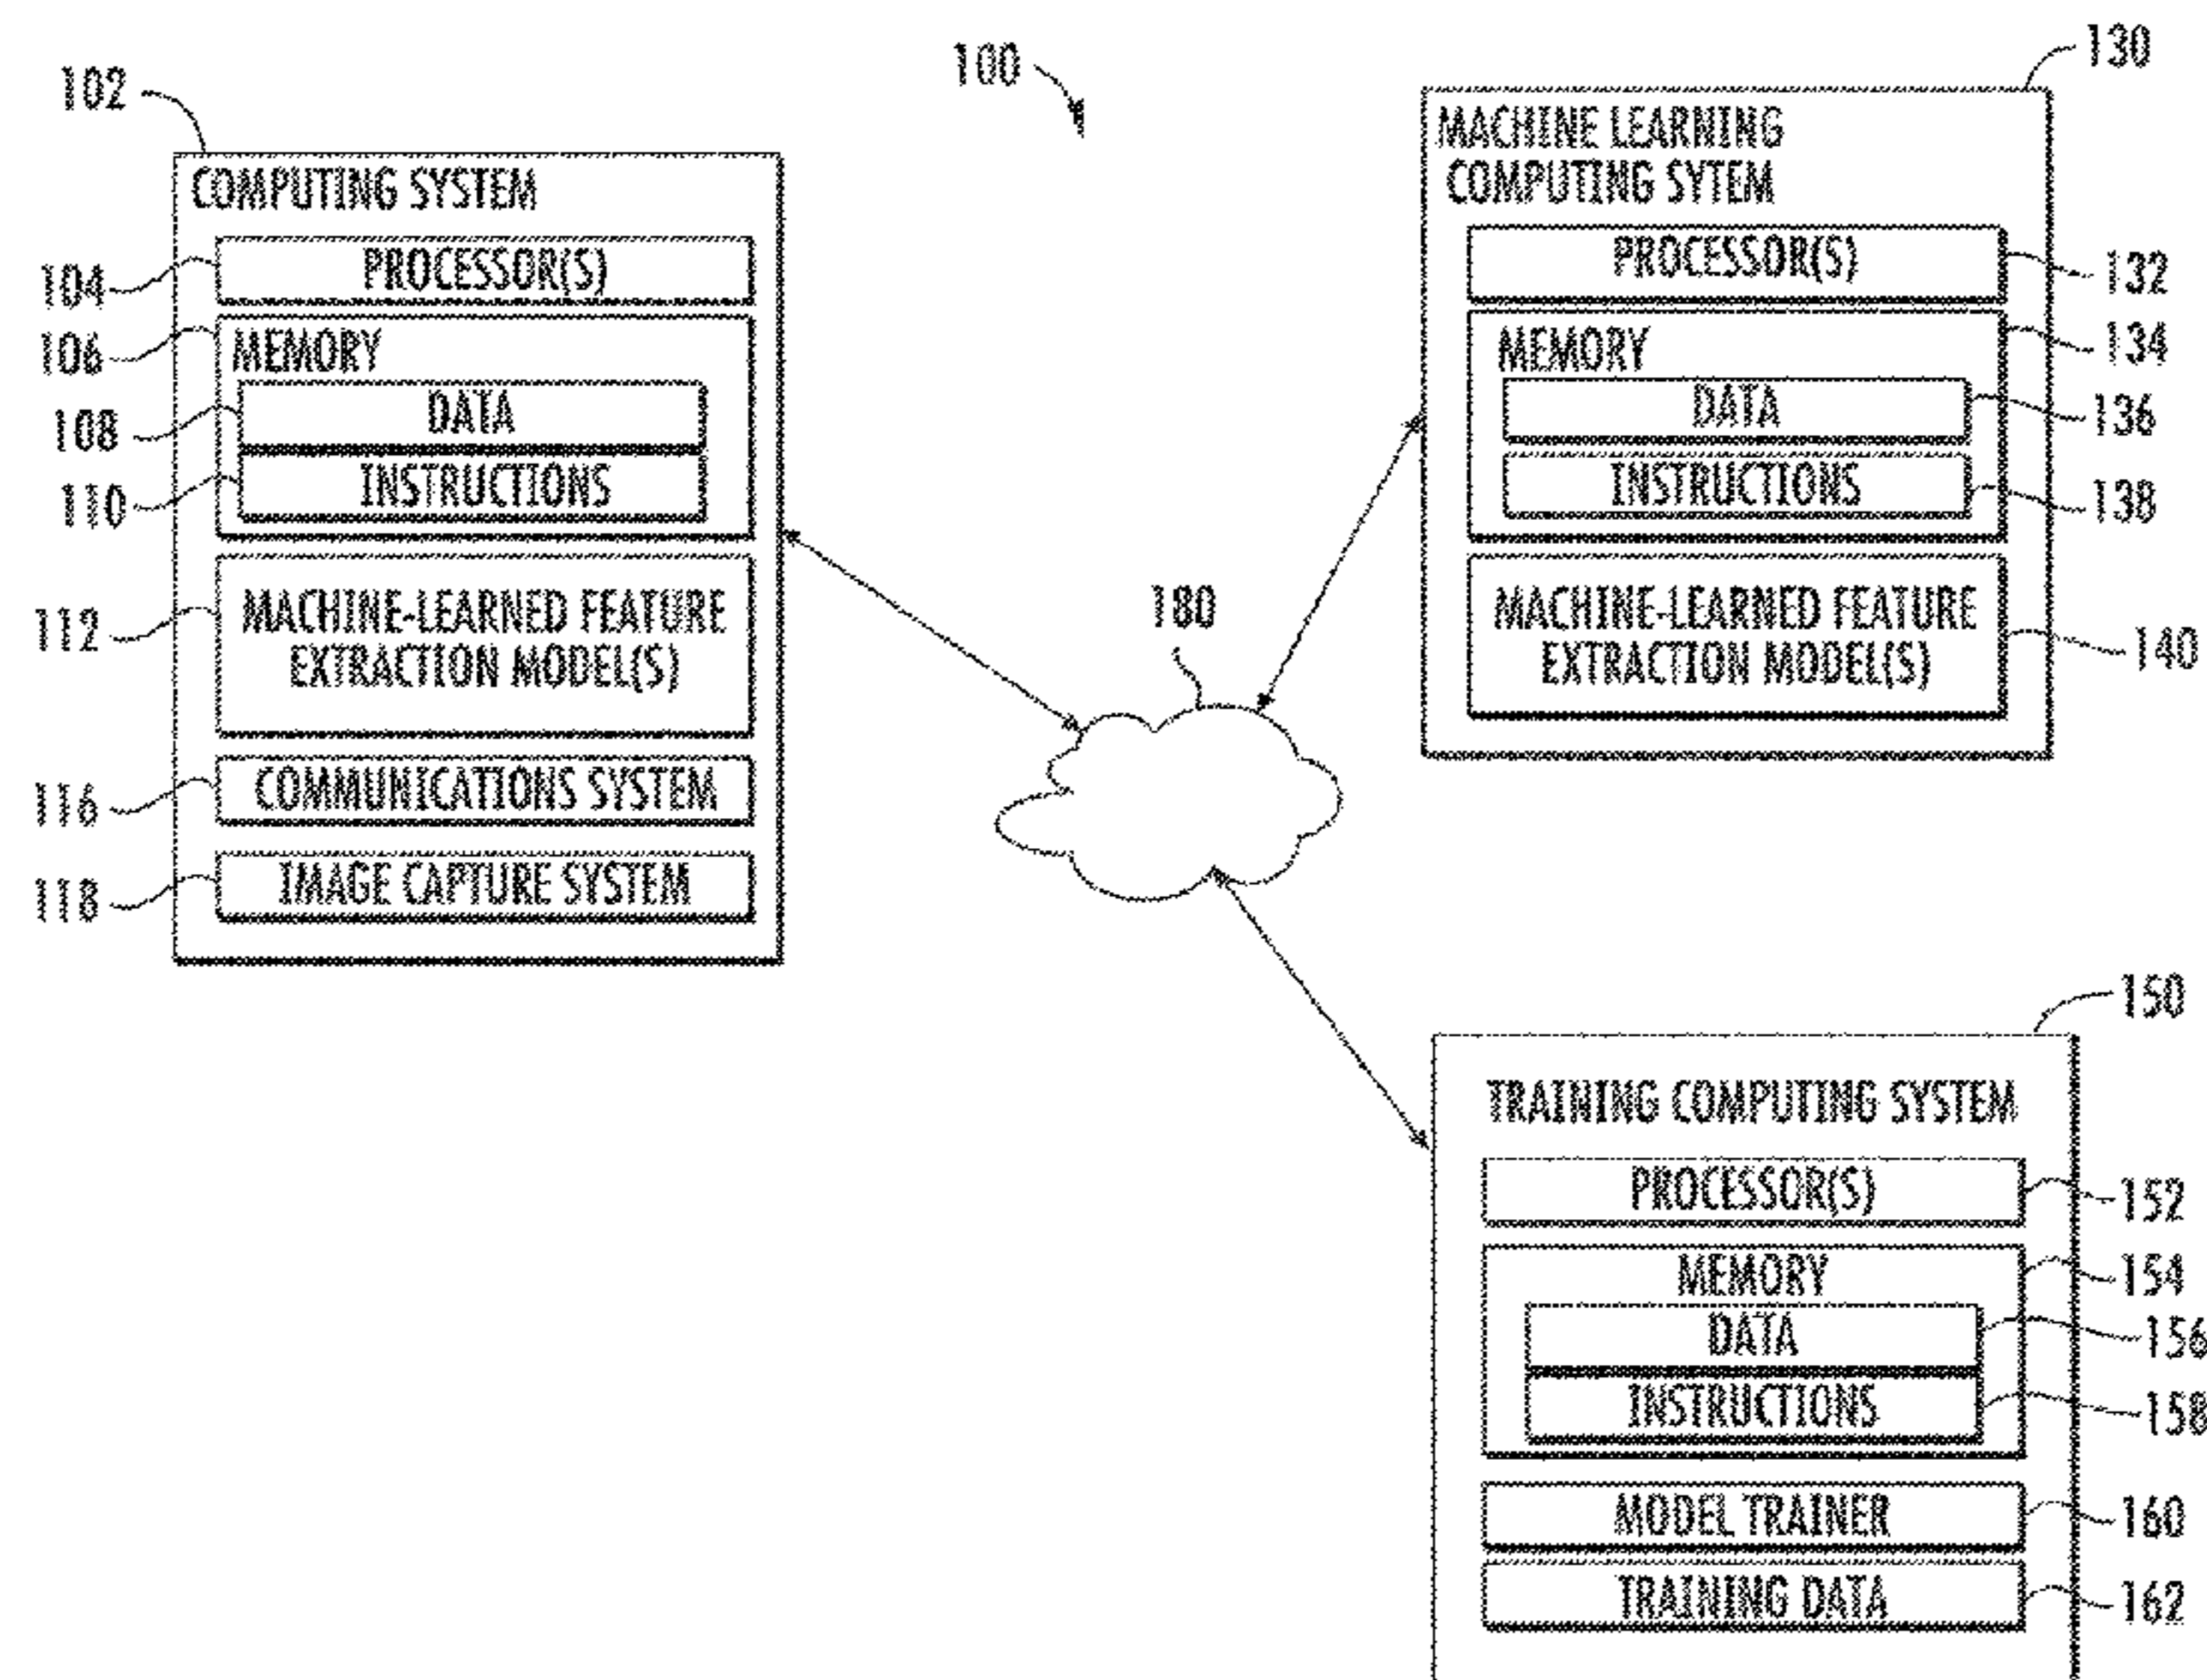 100
102
COMPUTING SYSTEM
104
PROCESSOR(S)
106
MEMORY
108
DATA
110
INSTRUCTIONS
112
MACHINE-LEARNED FEATURE
EXTRACTION MODEL(S)
116
COMMUNICATIONS SYSTEM
118
IMAGE CAPTURE SYSTEM
180
130
MACHINE LEARNING
COMPUTING SYTEM
PROCESSOR(S)
132
MEMORY
134
DATA
136
INSTRUCTIONS
138
MACHINE-LEARNED FEATURE
EXTRACTION MODEL(S)
140
150
TRAINING COMPUTING SYSTEM
PROCESSOR(S)
152
MEMORY
154
DATA
156
INSTRUCTIONS
158
MODEL TRAINER
160
TRAINING DATA
162